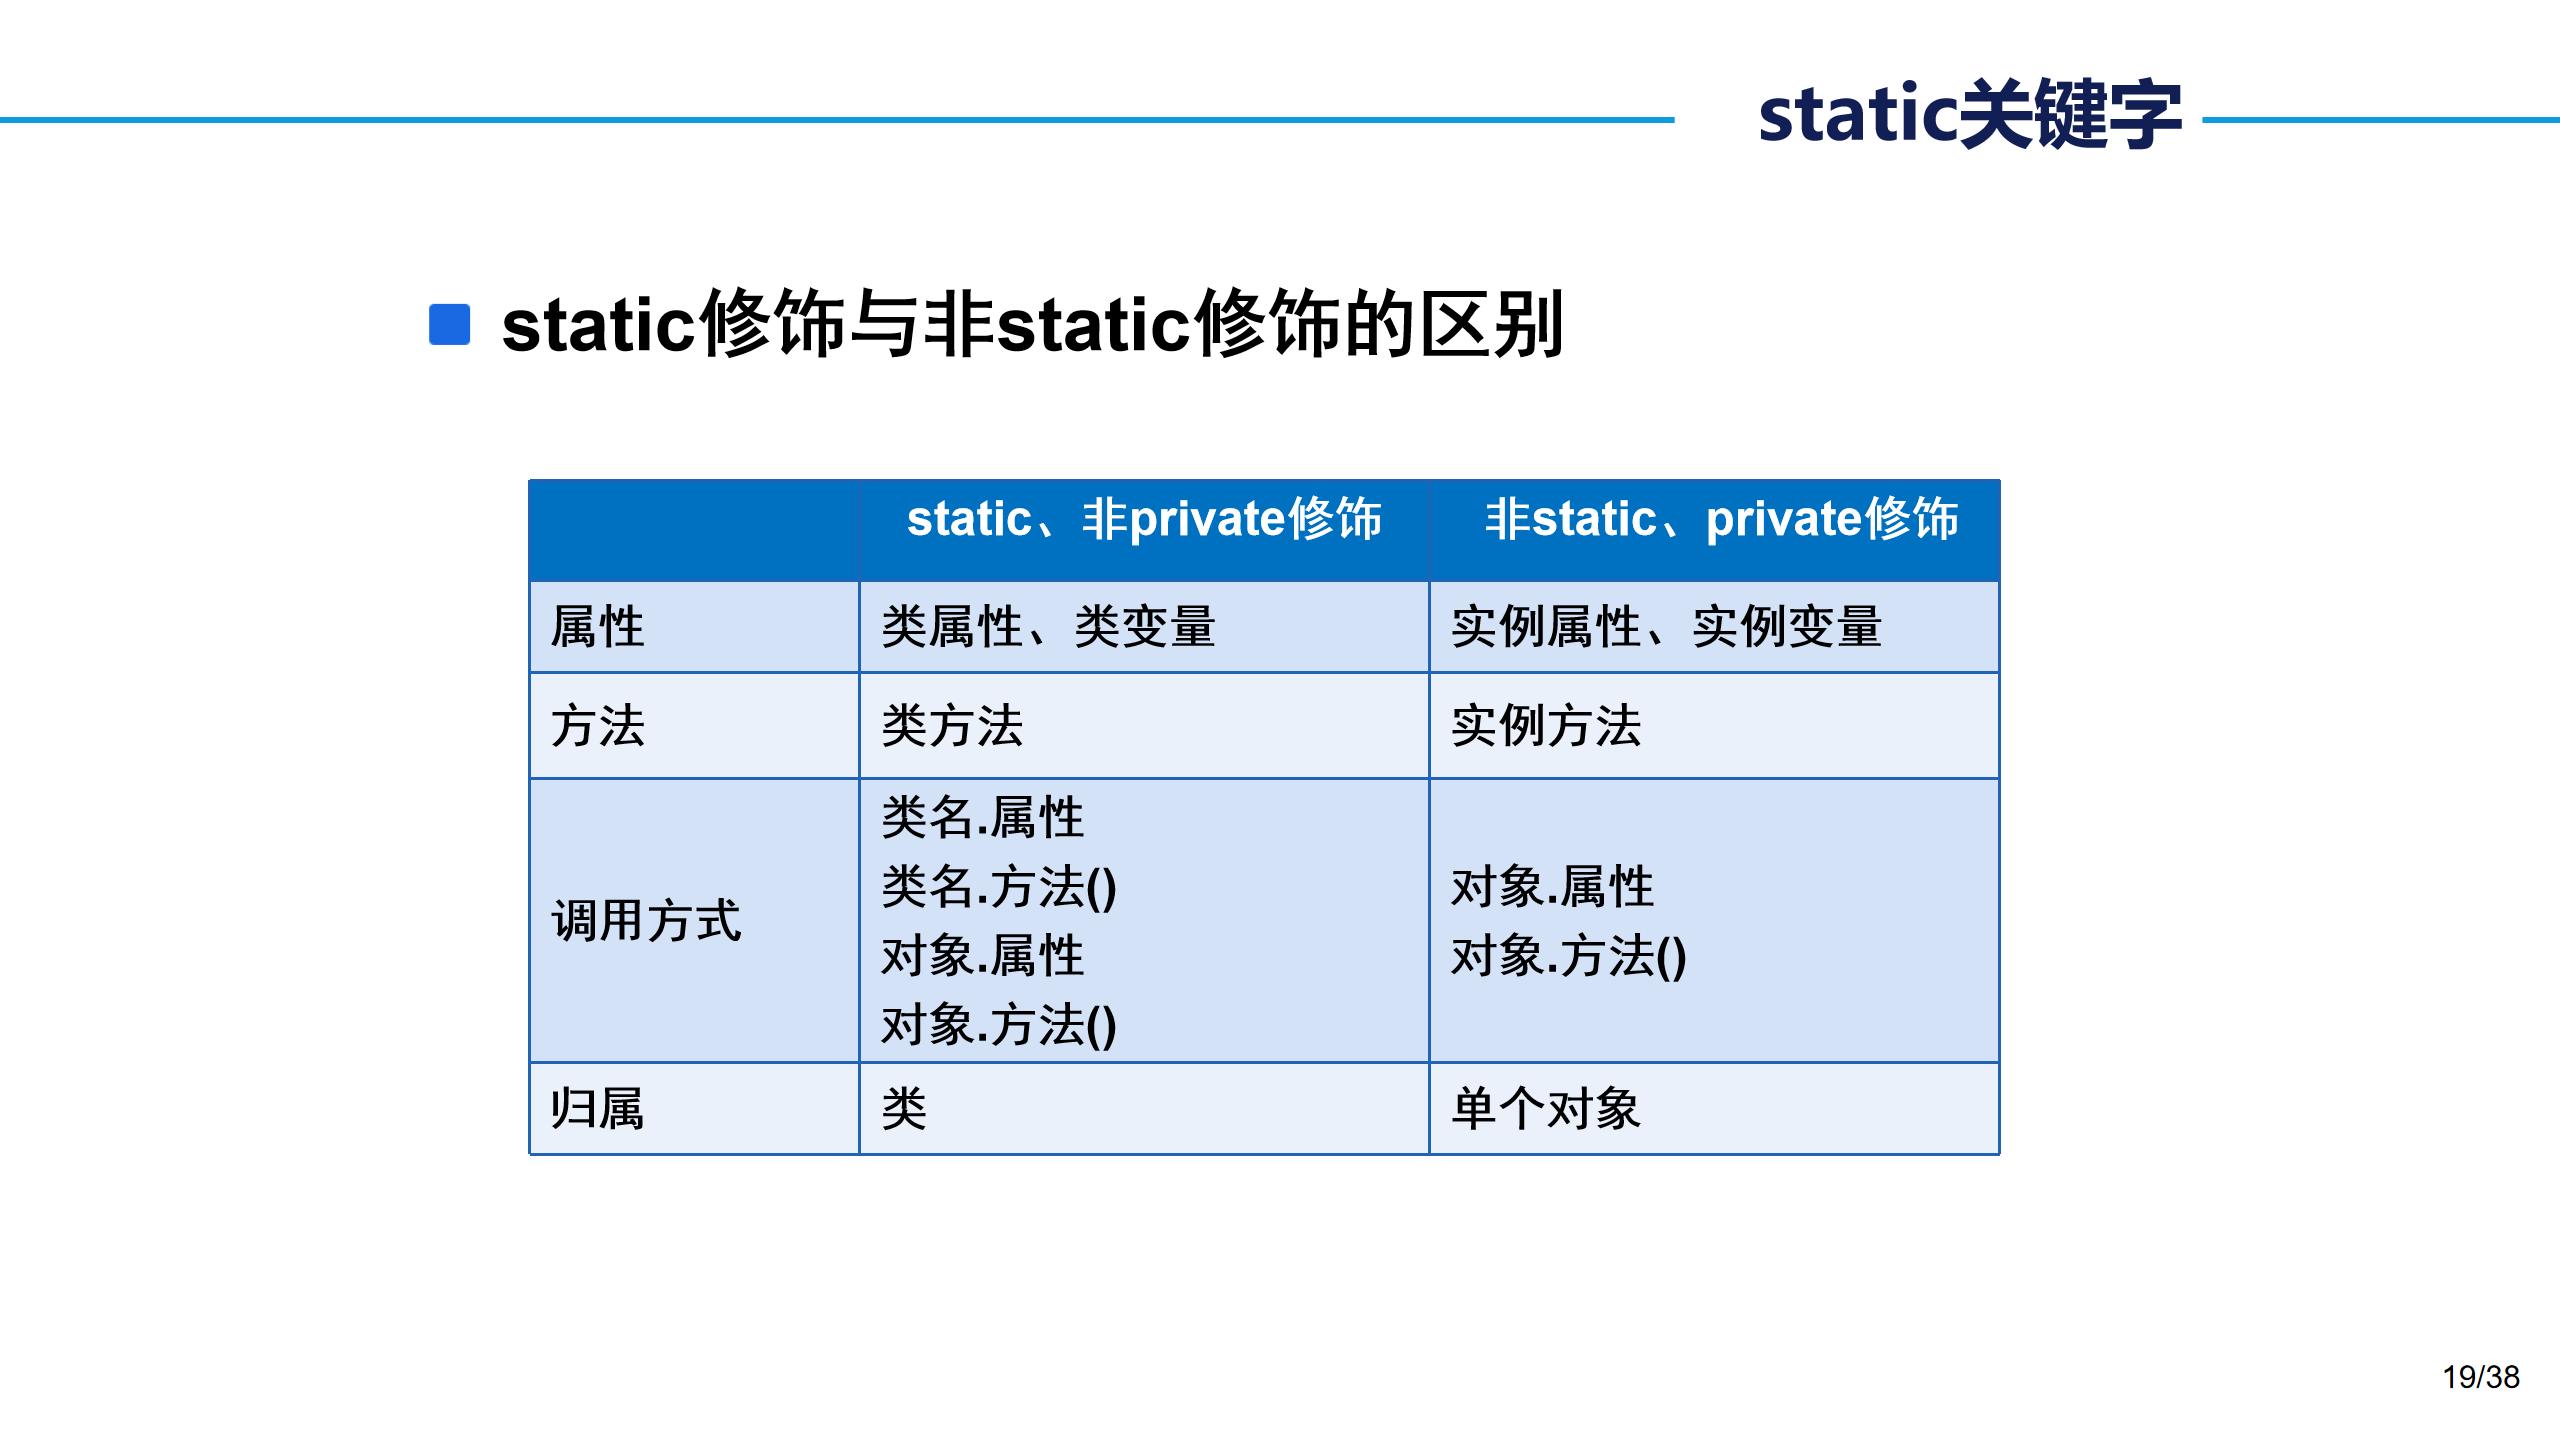 static关键字
static修饰与非static修饰的区别
static、非private修饰
非static、private修饰
属性
类属性、类变量
实例属性、实例变量
方法
类方法
实例方法
调用方式
类名.属性
类名.方法()
对象.属性
对象.方法()
对象.属性
对象.方法()
归属
类
单个对象
19/38